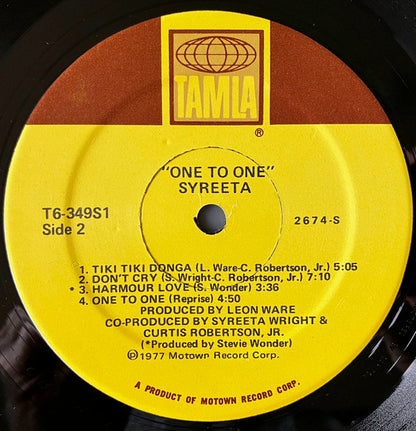 TAMLA
®
"ONE TO ONE"
SYREETA
T6-349S1
Side 2
2674-S
1. TIKI TIKI DONGA (L. Ware-C. Robertson, Jr.) 5:05
2. DON'T CRY (S. Wright-C. Robertson, Jr.) 7:10
• 3. HARMOUR LOVE (S. Wonder) 3:36
4. ONE TO ONE (Reprise) 4:50
PRODUCED BY LEON WARE
CO-PRODUCED BY SYREETA WRIGHT &
CURTIS ROBERTSON, JR.
(*Produced by Stevie Wonder)
℗1977 Motown Record Corp.
A PRODUCT OF MOTOWN RECORD CORP.